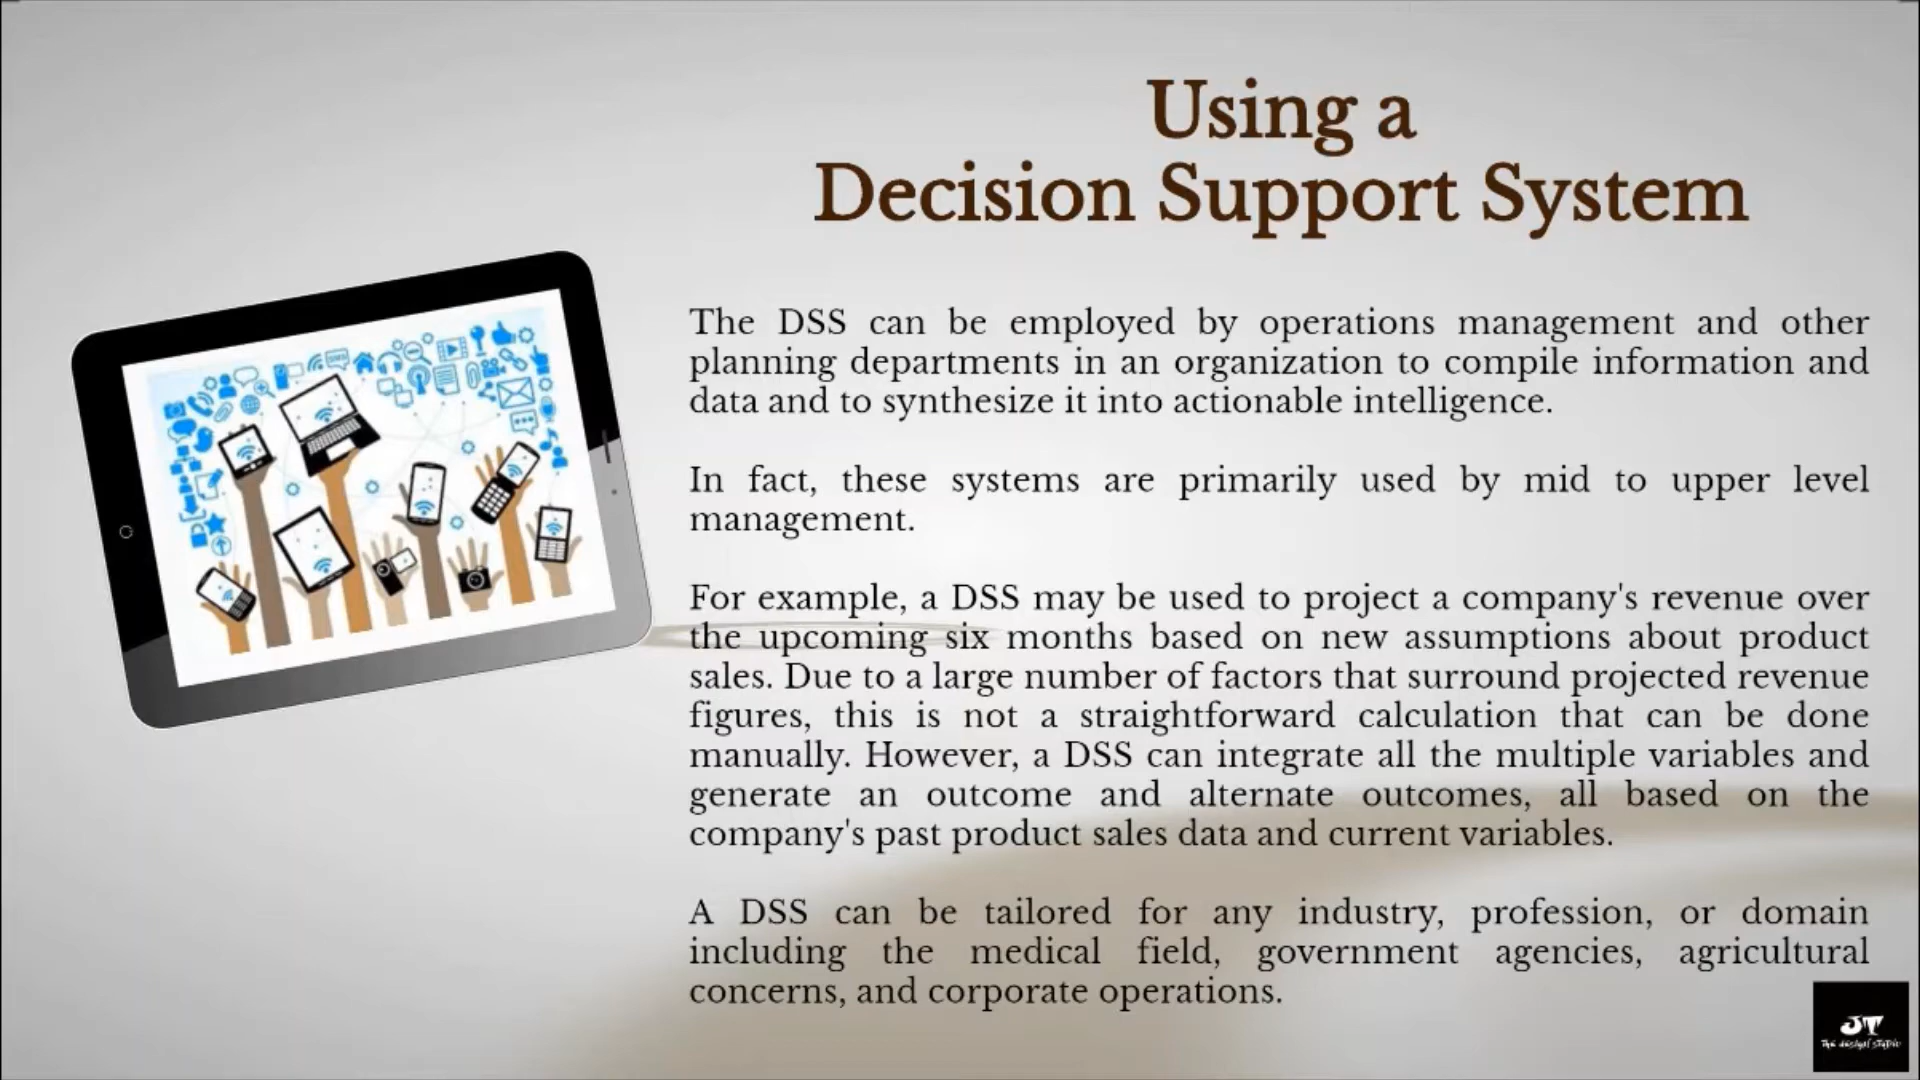 Using a
Decision Support System
The DSS can be employed by operations management and other
planning departments in an organization to compile information and
data and to synthesize it into actionable intelligence.
In fact, these systems are primarily used by mid to upper level
management.
For example, a DSS may be used to project a company's revenue over
the upcoming six months based on new assumptions about product
sales. Due to a large number of factors that surround projected revenue
figures, this is not a straightforward calculation that can be done
manually. However, a DSS can integrate all the multiple variables and
generate an outcome and alternate outcomes, all based on the
company's past product sales data and current variables.
A DSS can be tailored for any industry, profession, or domain
including the medical field, government agencies, agricultural
concerns, and corporate operations.
JT
THE DESIGN STUDIO